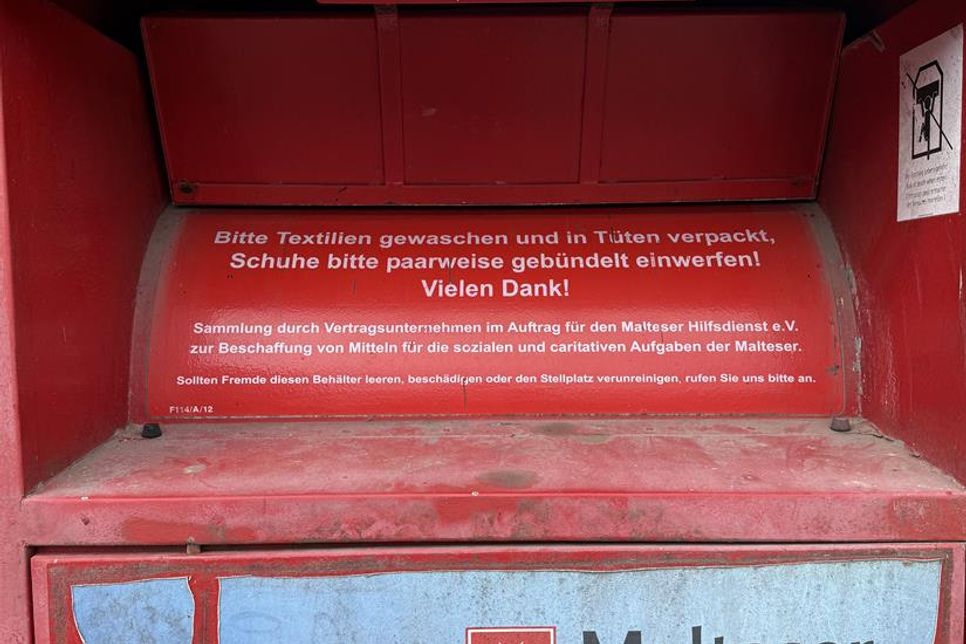 Bitte Textilien gewaschen und in Tüten verpackt,
Schuhe bitte paarweise gebündelt einwerfen!
Vielen Dank!
Sammlung durch Vertragsunternehmen im Auftrag für den Malteser Hilfsdienst e.V.
zur Beschaffung von Mitteln für die sozialen und caritativen Aufgaben der Malteser.
Sollten Fremde diesen Behälter leeren, beschädigen oder den Stellplatz verunreinigen, rufen Sie uns bitte an.
F114/A/12
Malteser